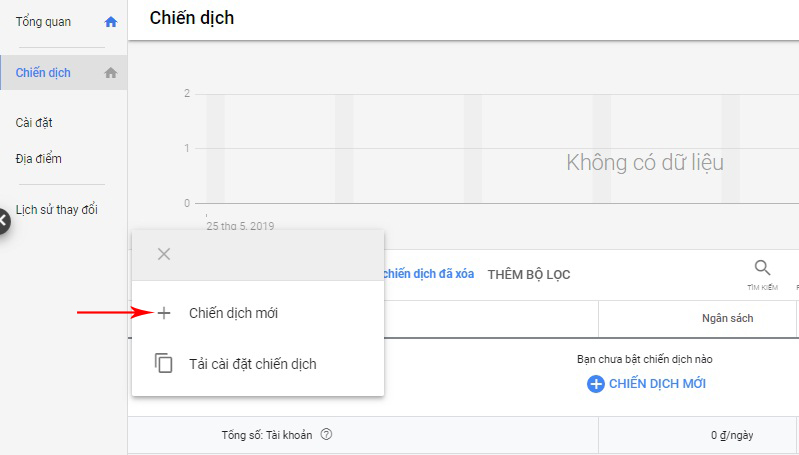 Tổng quan
Chiến dịch
Chiến dịch
Cài đặt
Địa điểm
Lịch sử thay đổi
2
1
0
Không có dữ liệu
25 thg 5, 2019
chiến dịch đã xóa
THÊM BỘ LỌC
TÌM KIẾM
Chiến dịch mới
Tải cài đặt chiến dịch
Ngân sách
Bạn chưa bật chiến dịch nào
CHIẾN DỊCH MỚI
Tổng số: Tài khoản
0 ₫/ngày